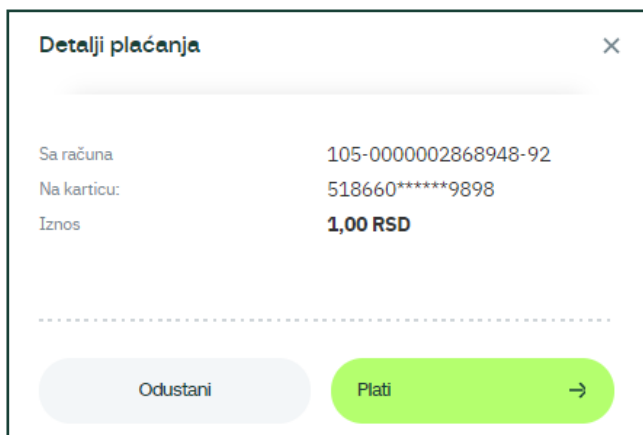 Detalji plaćanja
Sa računa 105-0000002868948-92
Na karticu: 518660******9898
Iznos 1,00 RSD
Odustani Plati